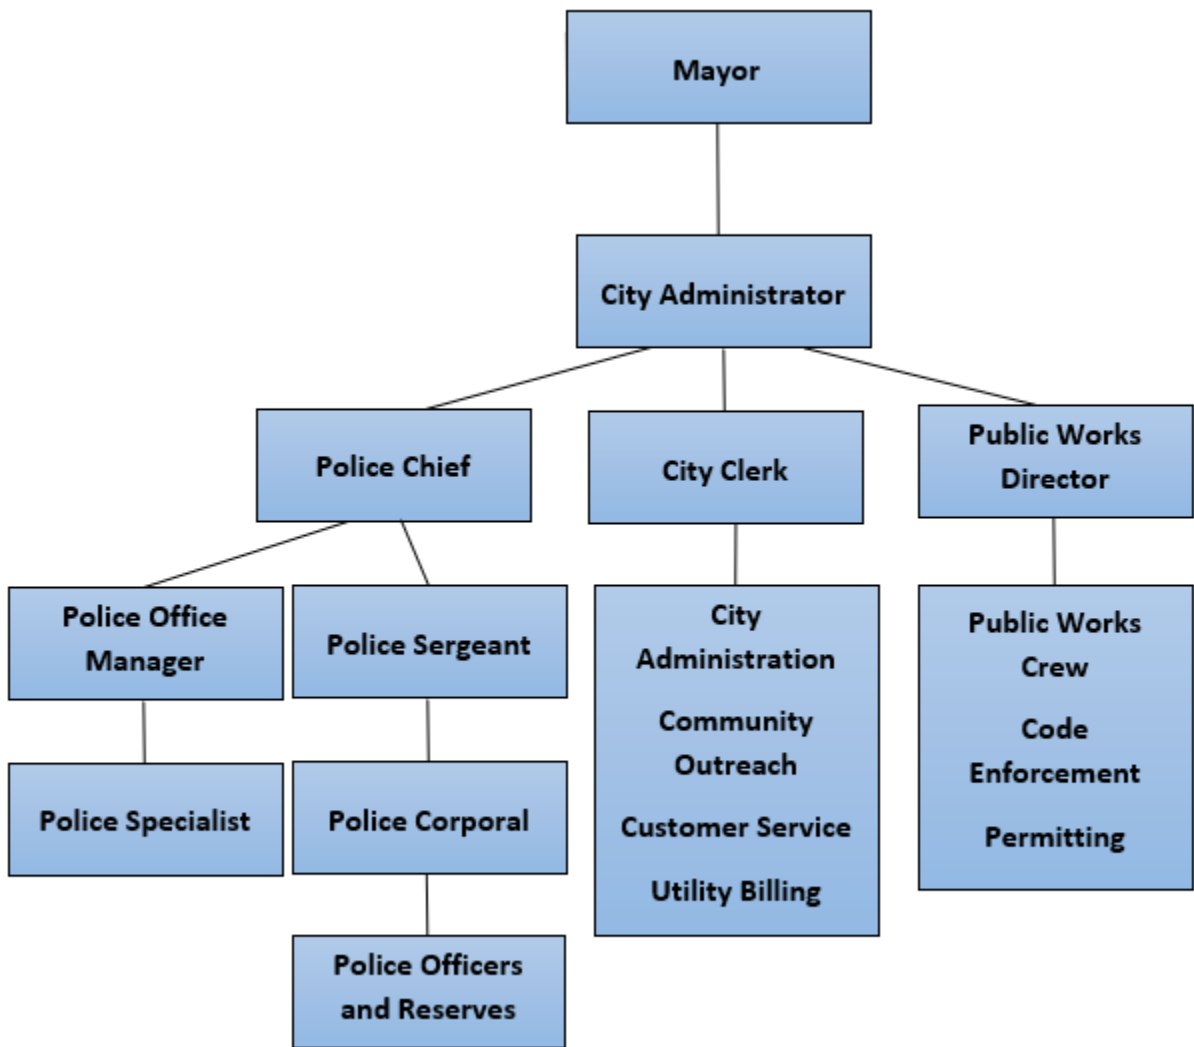 Mayor
City Administrator
Police Chief
City Clerk
Public Works
Director
Police Office
Manager
Police Sergeant
City
Administration
Community
Outreach
Customer Service
Utility Billing
Public Works
Crew
Code
Enforcement
Permitting
Police Specialist
Police Corporal
Police Officers
and Reserves